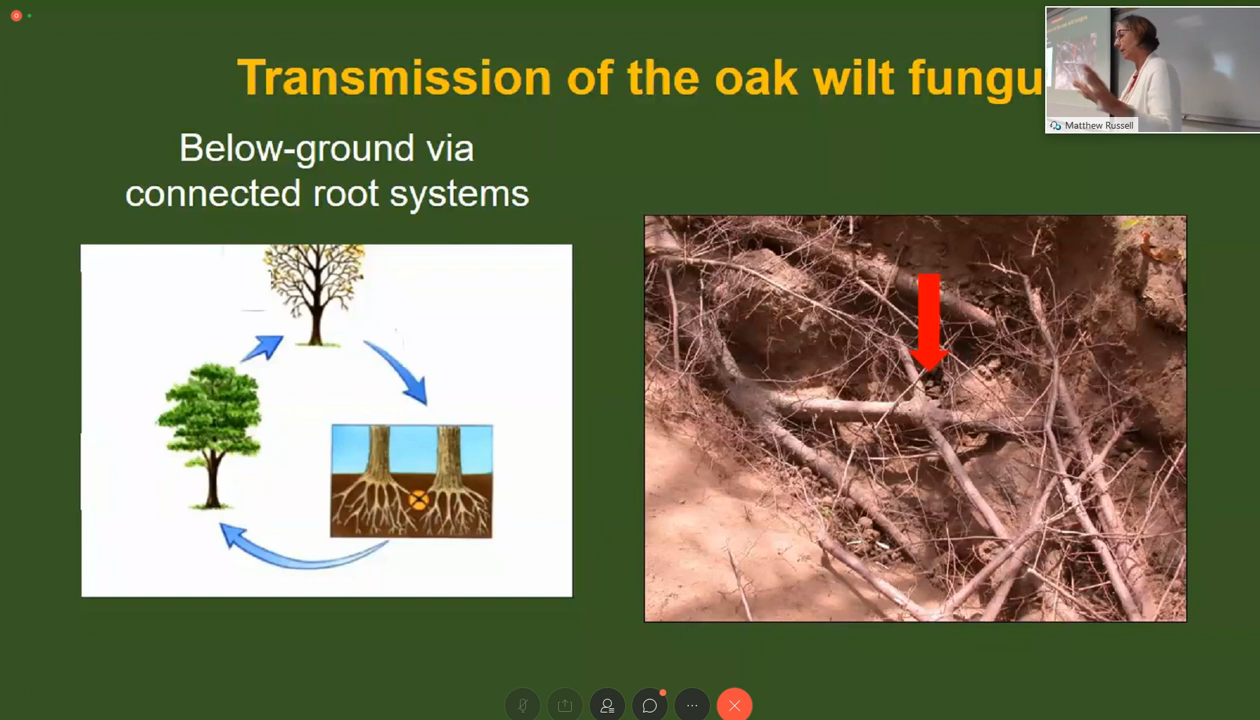 Transmission of the oak wilt fungu
Below-ground via
connected root systems
Matthew Russell